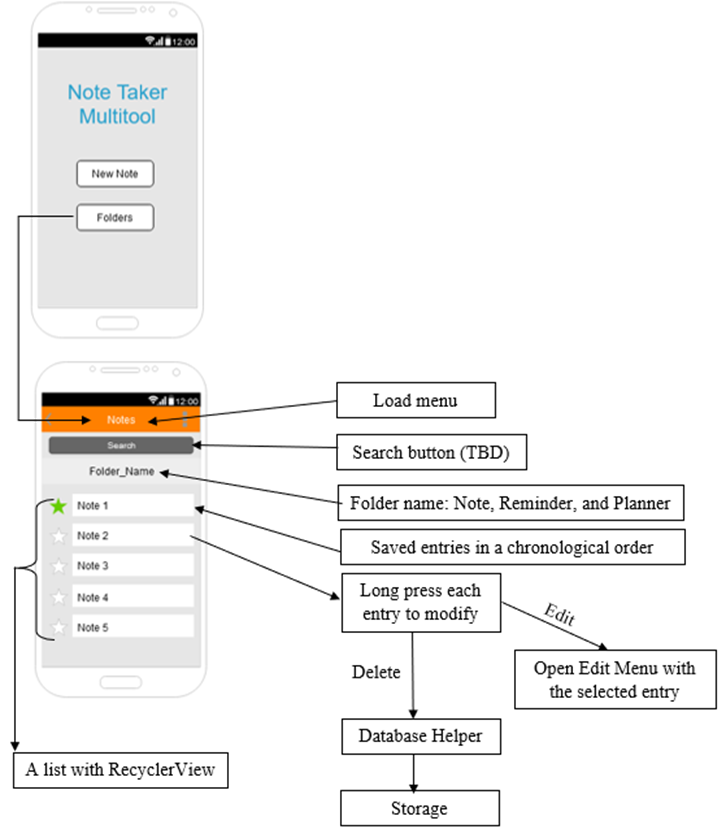 12:00
Note Taker
Multitool
New Note
Folders
12:00
Notes
Search
Folder_Name
Note 1
Note 2
Note 3
Note 4
Note 5
Load menu
Search button (TBD)
Folder name: Note, Reminder, and Planner
Saved entries in a chronological order
Long press each
entry to modify
Edit
Open Edit Menu with
the selected entry
Delete
Database Helper
Storage
A list with RecyclerView